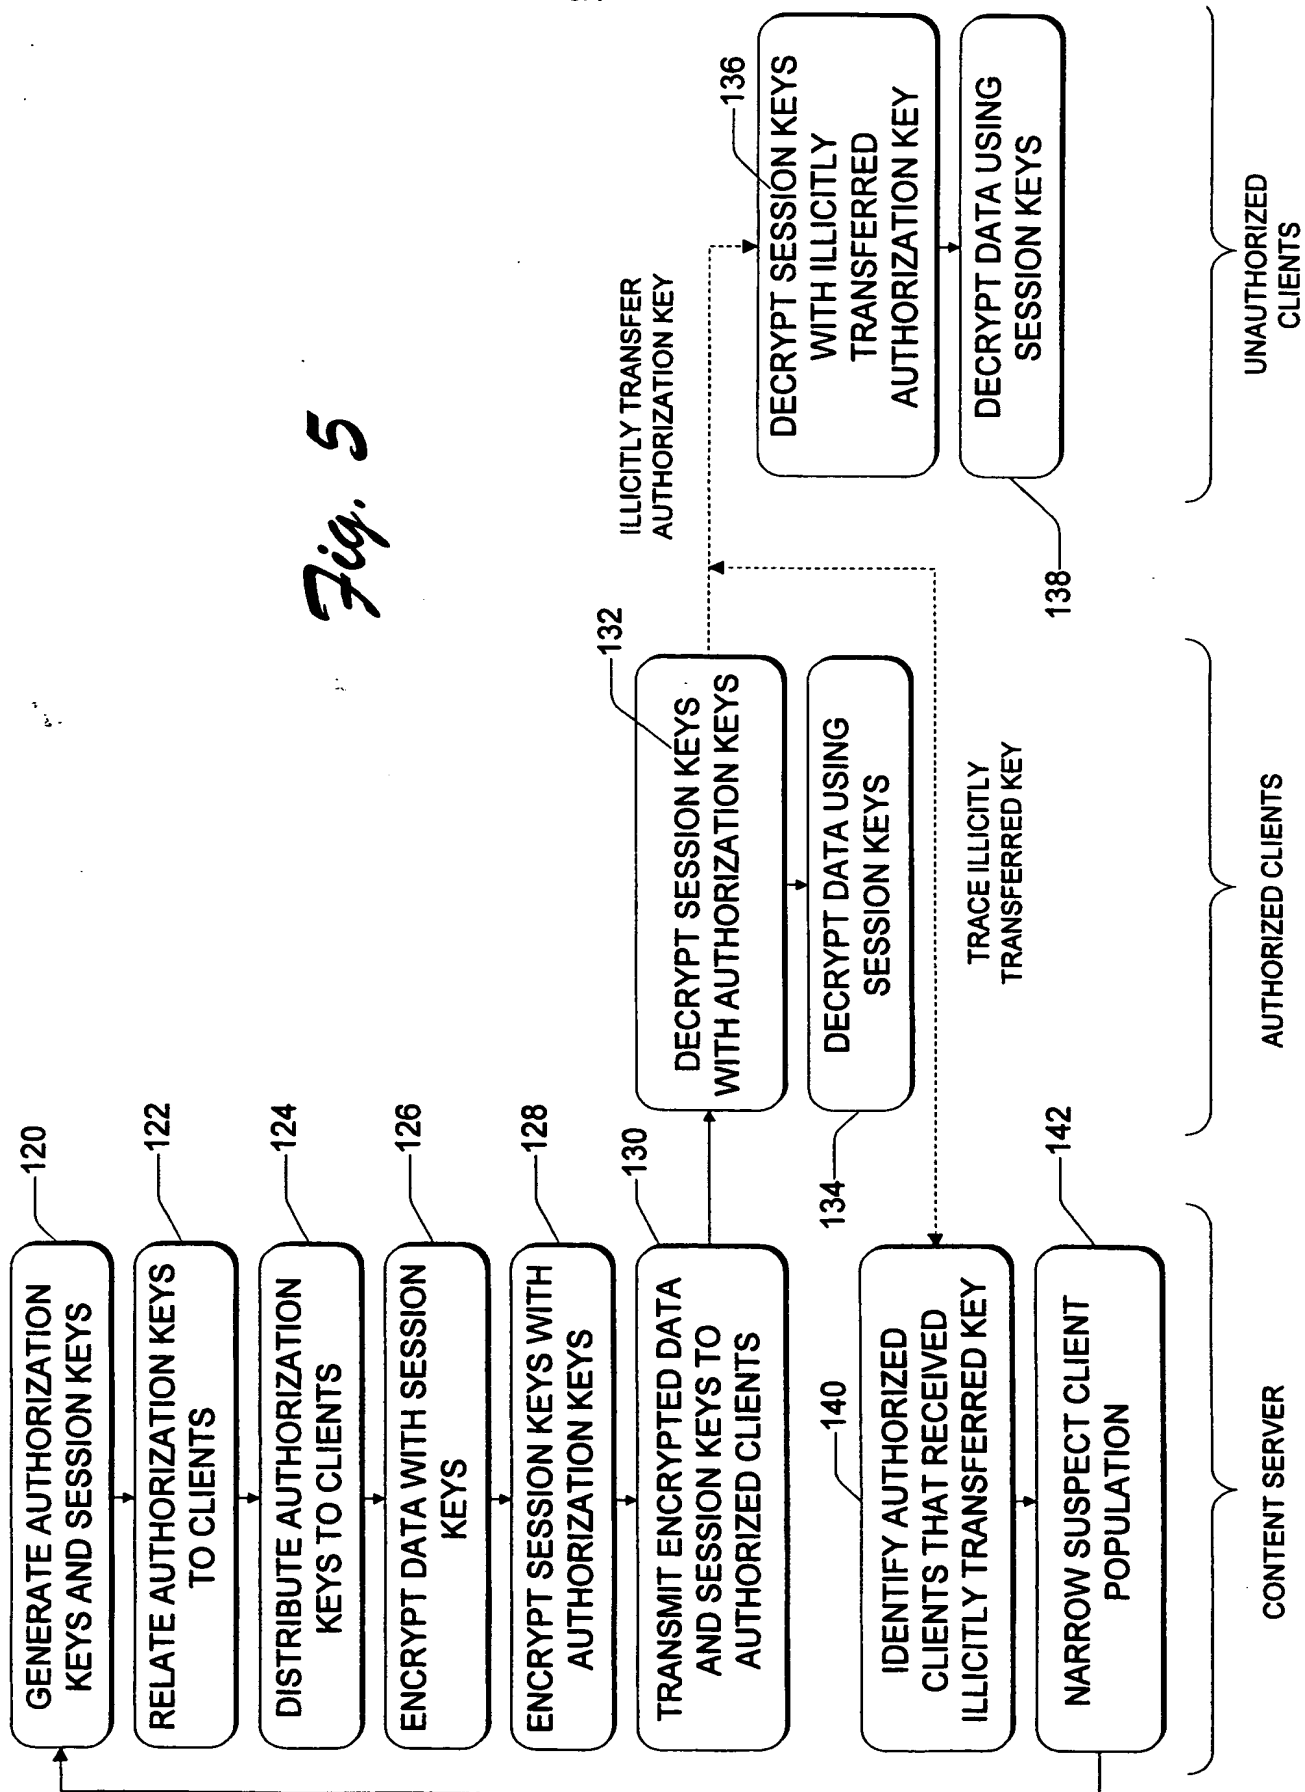 Fig. 5
GENERATE AUTHORIZATION
KEYS AND SESSION KEYS
120
RELATE AUTHORIZATION KEYS
TO CLIENTS
122
DISTRIBUTE AUTHORIZATION
KEYS TO CLIENTS
124
ENCRYPT DATA WITH SESSION
KEYS
126
ENCRYPT SESSION KEYS WITH
AUTHORIZATION KEYS
128
TRANSMIT ENCRYPTED DATA
AND SESSION KEYS TO
AUTHORIZED CLIENTS
130
DECRYPT SESSION KEYS
WITH AUTHORIZATION KEYS
132
DECRYPT DATA USING
SESSION KEYS
134
ILLICITLY TRANSFER
AUTHORIZATION KEY
DECRYPT SESSION KEYS
WITH ILLICITLY
TRANSFERRED
AUTHORIZATION KEY
136
DECRYPT DATA USING
SESSION KEYS
138
TRACE ILLICITLY
TRANSFERRED KEY
140
IDENTIFY AUTHORIZED
CLIENTS THAT RECEIVED
ILLICITLY TRANSFERRED KEY
NARROW SUSPECT CLIENT
POPULATION
142
CONTENT SERVER
AUTHORIZED CLIENTS
UNAUTHORIZED
CLIENTS